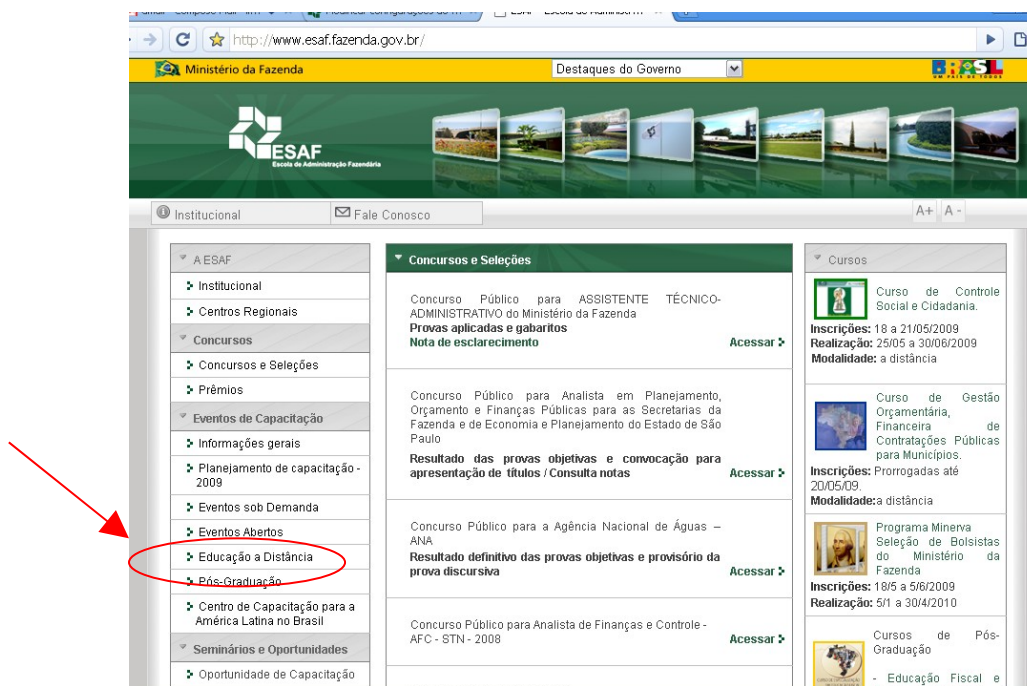 http://www.esaf.fazenda.gov.br/
Ministério da Fazenda
Destaques do Governo
BRASIL
UM PAÍS DE TODOS
ESAF
Escola de Administração Fazendária
Institucional
Fale Conosco
A+ A -
A ESAF
Institucional
Centros Regionais
Concursos
Concursos e Seleções
Prêmios
Eventos de Capacitação
Informações gerais
Planejamento de capacitação -
2009
Eventos sob Demanda
Eventos Abertos
Educação a Distância
Pós-Graduação
Centro de Capacitação para a
América Latina no Brasil
Seminários e Oportunidades
Oportunidade de Capacitação
Concursos e Seleções
Concurso Público para ASSISTENTE TÉCNICO-
ADMINISTRATIVO do Ministério da Fazenda
Provas aplicadas e gabaritos
Nota de esclarecimento
Acessar
Concurso Público para Analista em Planejamento,
Orçamento e Finanças Públicas para as Secretarias da
Fazenda e de Economia e Planejamento do Estado de São
Paulo
Resultado das provas objetivas e convocação para
apresentação de títulos / Consulta notas
Acessar
Concurso Público para a Agência Nacional de Águas –
ANA
Resultado definitivo das provas objetivas e provisório da
prova discursiva
Acessar
Concurso Público para Analista de Finanças e Controle -
AFC - STN - 2008
Acessar
Cursos
Curso de Controle
Social e Cidadania.
Inscrições: 18 a 21/05/2009
Realização: 25/05 a 30/06/2009
Modalidade: a distância
Curso de Gestão
Orçamentária,
Financeira e de
Contratações Públicas
para Municípios.
Inscrições: Prorrogadas até
20/05/09.
Modalidade:a distância
Programa Minerva
Seleção de Bolsistas
do Ministério da
Fazenda
Inscrições: 18/5 a 5/6/2009
Realização: 5/1 a 30/4/2010
Cursos de Pós-
Graduação
- Educação Fiscal e